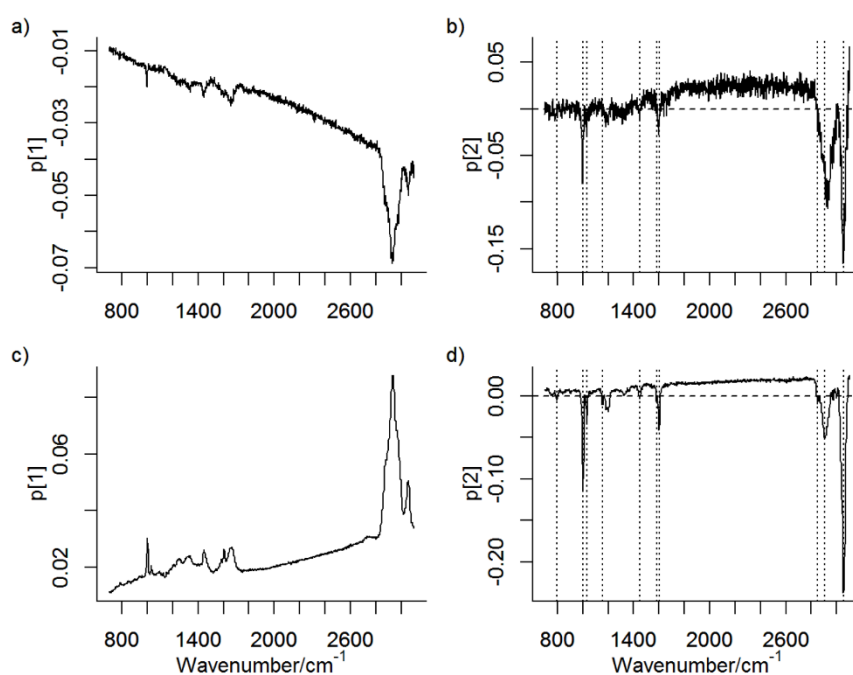 a)
p[1]
-0.01
-0.03
-0.05
-0.07
800 1400 2000 2600
b)
p[2]
0.05
-0.05
-0.15
800 1400 2000 2600
c)
p[1]
0.06
0.02
800 1400 2000 2600
Wavenumber/cm-1
d)
p[2]
0.00
-0.10
-0.20
800 1400 2000 2600
Wavenumber/cm-1